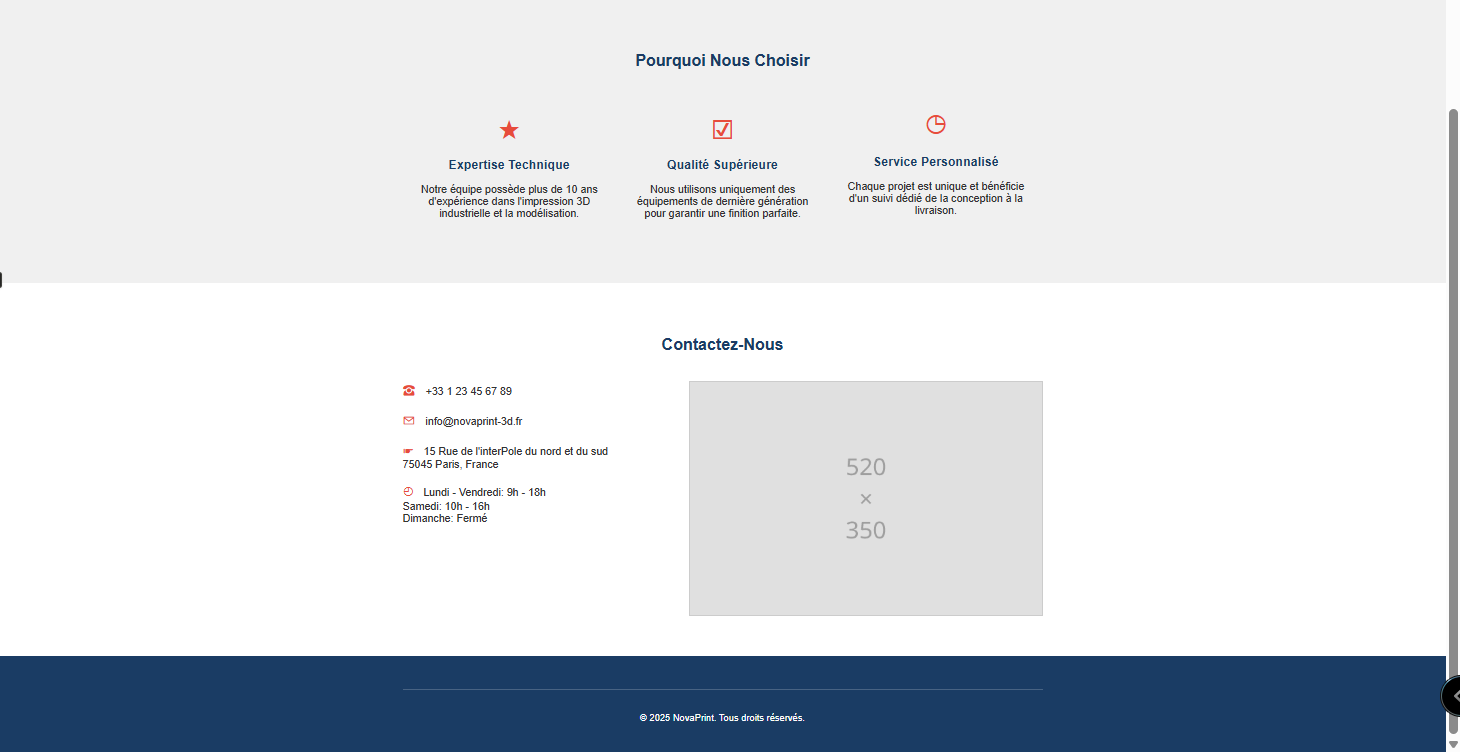 Pourquoi Nous Choisir
Expertise Technique
Notre équipe possède plus de 10 ans
d'expérience dans l'impression 3D
industrielle et la modélisation.
Qualité Supérieure
Nous utilisons uniquement des
équipements de dernière génération
pour garantir une finition parfaite.
Service Personnalisé
Chaque projet est unique et bénéficie
d'un suivi dédié de la conception à la
livraison.
Contactez-Nous
+33 1 23 45 67 89
info@novaprint-3d.fr
15 Rue de l'interPole du nord et du sud
75045 Paris, France
Lundi - Vendredi: 9h - 18h
Samedi: 10h - 16h
Dimanche: Fermé
520
×
350
© 2025 NovaPrint. Tous droits réservés.